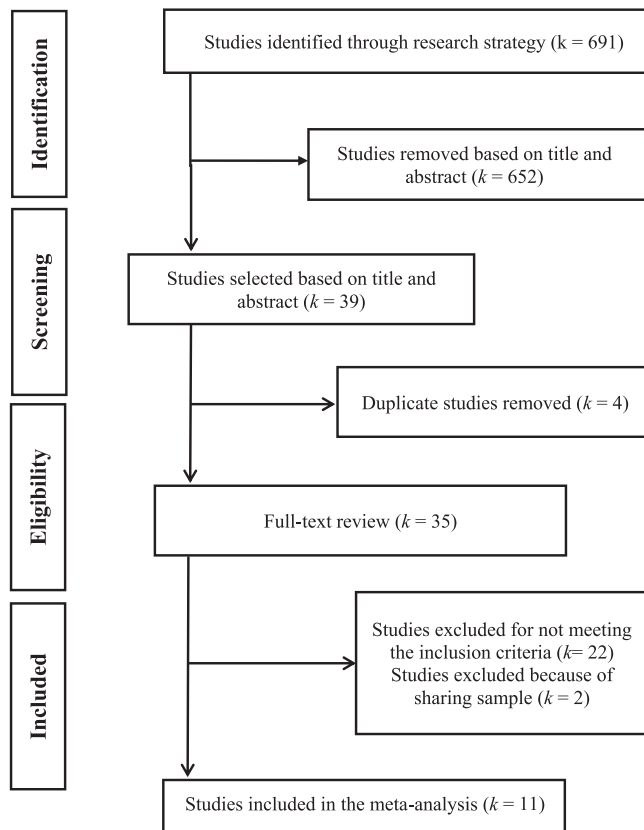 Identification
Studies identified through research strategy (k = 691)
Studies removed based on title and
abstract (k = 652)
Screening
Studies selected based on title and
abstract (k = 39)
Duplicate studies removed (k = 4)
Eligibility
Full-text review (k = 35)
Included
Studies excluded for not meeting
the inclusion criteria (k= 22)
Studies excluded because of
sharing sample (k = 2)
Studies included in the meta-analysis (k = 11)